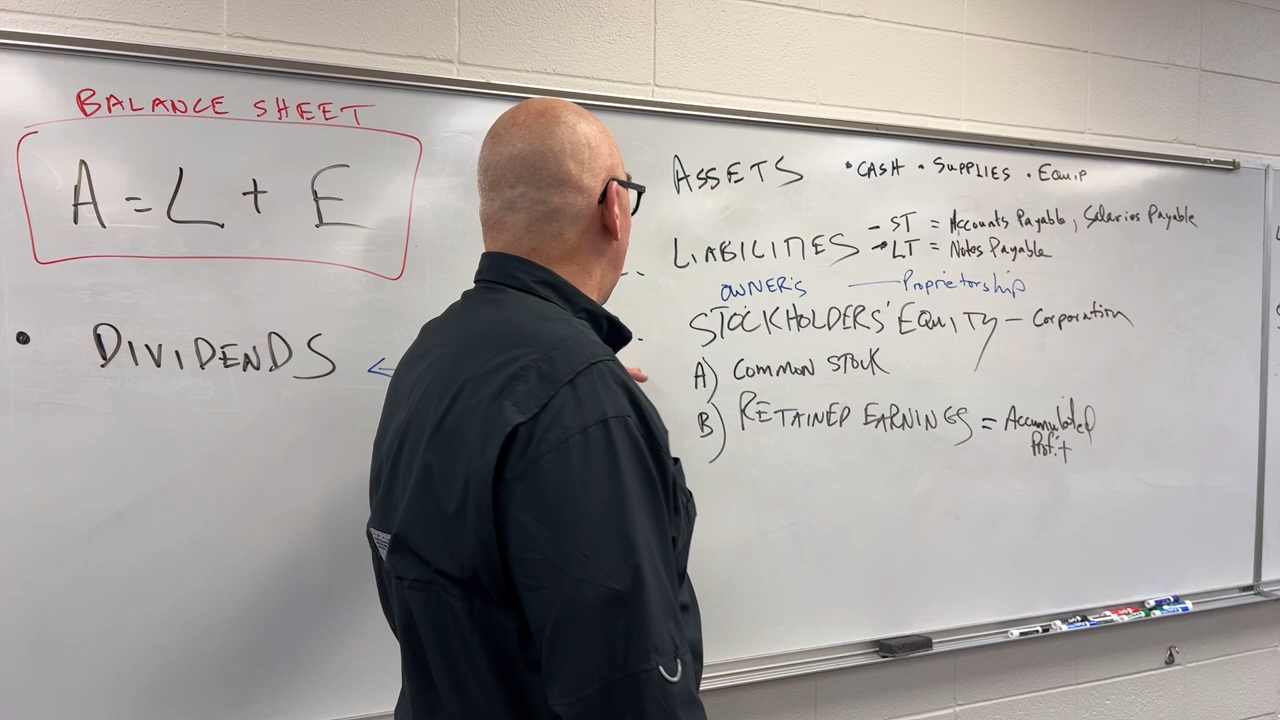 BALANCE SHEET
A = L + E
• DIVIDENDS ←
ASSETS • CASH • SUPPLIES • EQUIP
LIABILITIES - ST = Accounts Payable, Salaries Payable
- LT = Notes Payable
OWNER'S — Proprietorship
STOCKHOLDERS' EQUITY - Corporation
A) COMMON STOCK
B) RETAINED EARNINGS = Accumulated
Profit